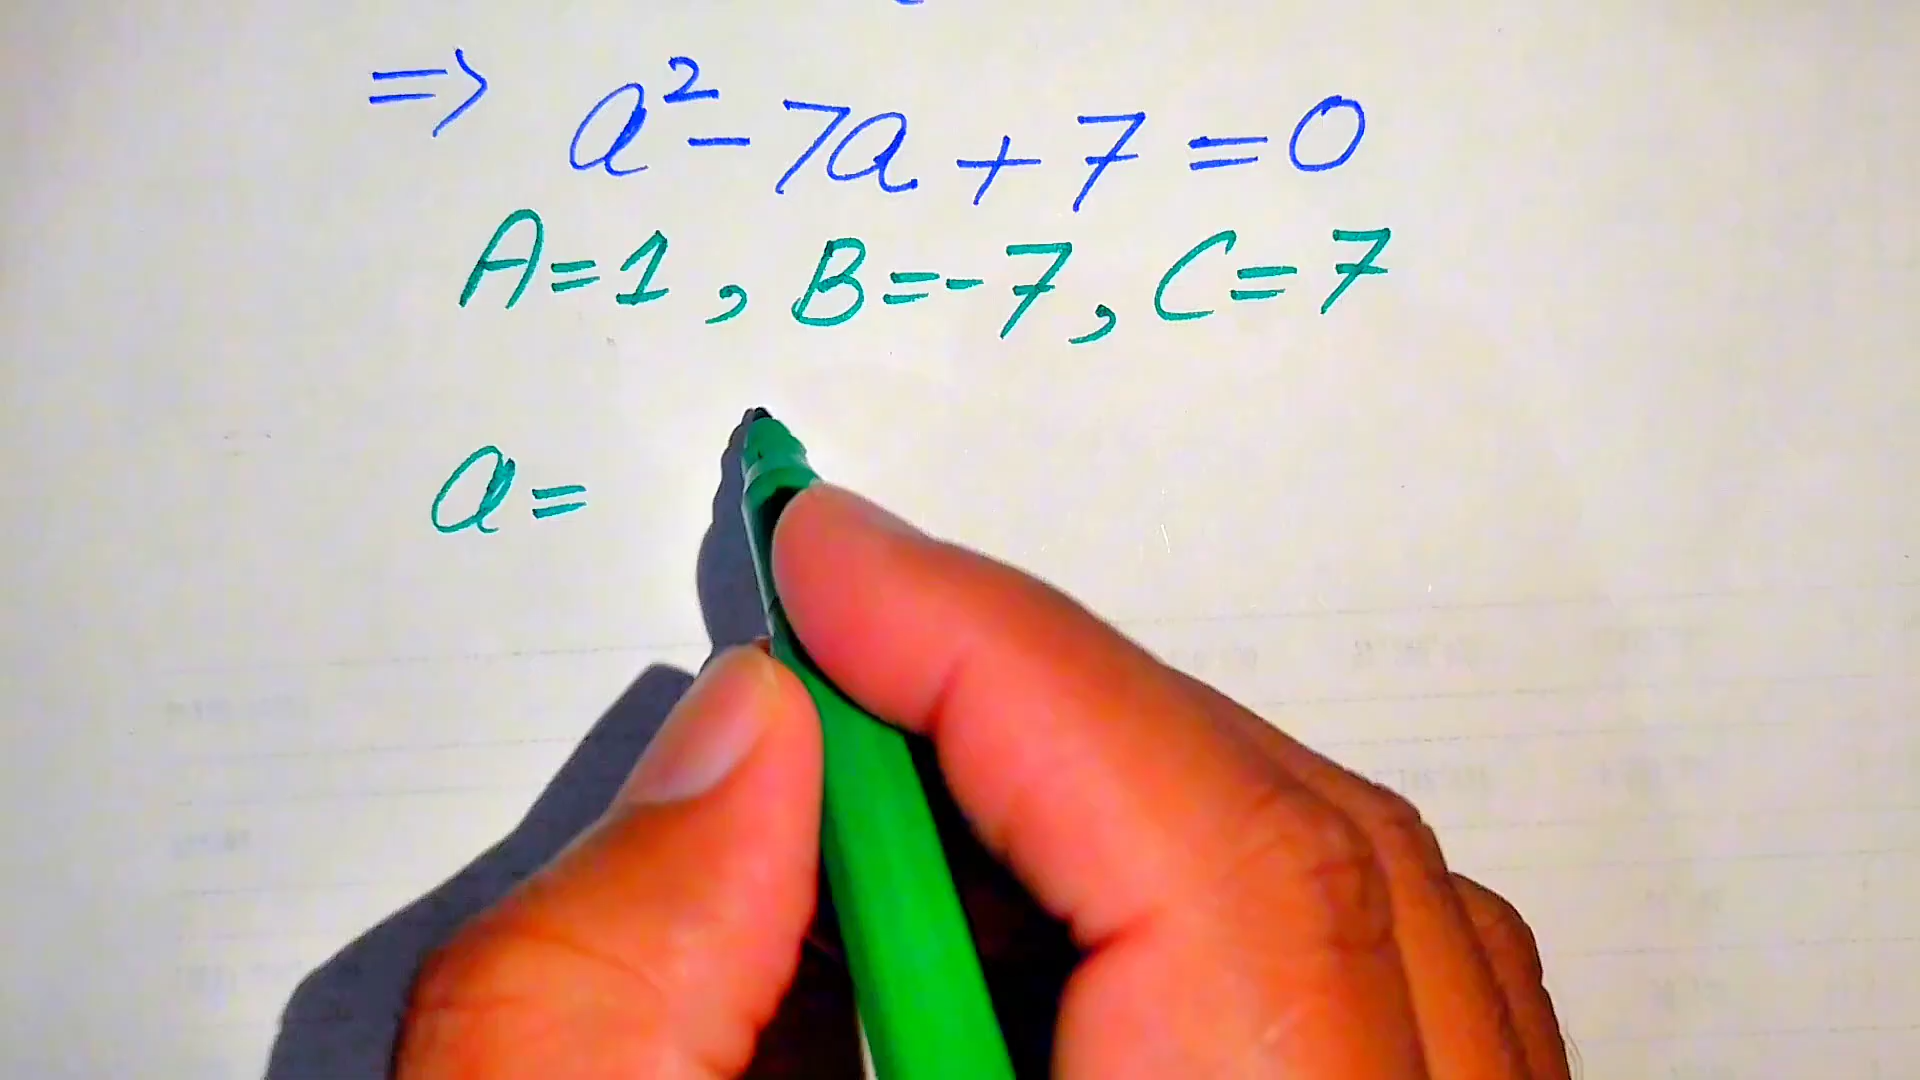 => a² - 7a + 7 = 0
A = 1 , B = -7 , C = 7
a =